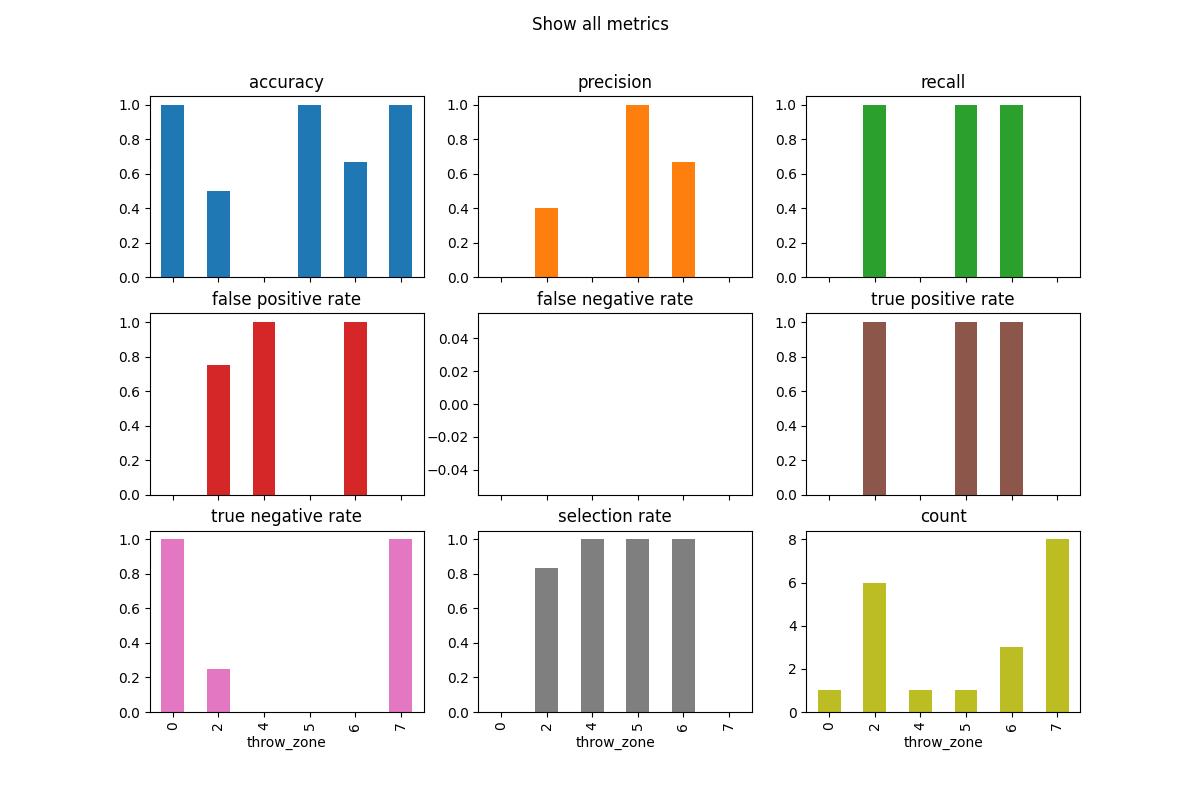 Show all metrics
accuracy precision recall
1.0 1.0 1.0
0.8 0.8 0.8
0.6 0.6 0.6
0.4 0.4 0.4
0.2 0.2 0.2
0.0 0.0 0.0
false positive rate false negative rate true positive rate
1.0 0.04 1.0
0.8 0.02 0.8
0.6 0.00 0.6
0.4 −0.02 0.4
0.2 −0.04 0.2
0.0 0.0
true negative rate selection rate count
1.0 1.0 8
0.8 0.8 6
0.6 0.6 4
0.4 0.4 2
0.2 0.2 0
0.0 0.0
0 2 4 5 6 7 0 2 4 5 6 7 0 2 4 5 6 7
throw_zone throw_zone throw_zone